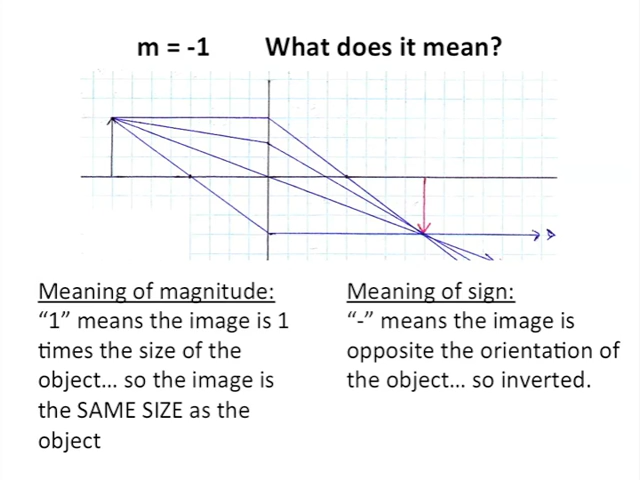 m = -1 What does it mean?
Meaning of magnitude:
“1” means the image is 1
times the size of the
object... so the image is
the SAME SIZE as the
object
Meaning of sign:
“-” means the image is
opposite the orientation of
the object... so inverted.